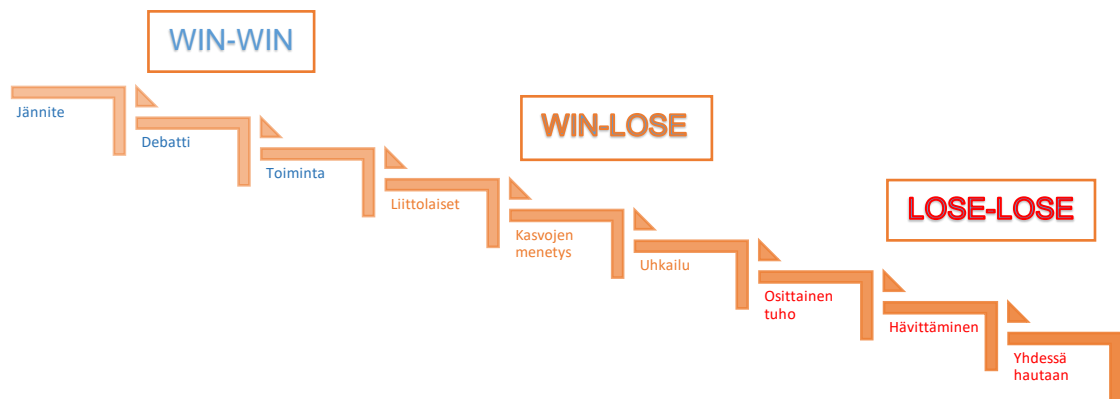 WIN-WIN
Jännite
Debatti
WIN-LOSE
Toiminta
Liittolaiset
LOSE-LOSE
Kasvojen
menetys
Uhkailu
Osittainen
tuho
Hävittäminen
Yhdessä
hautaan